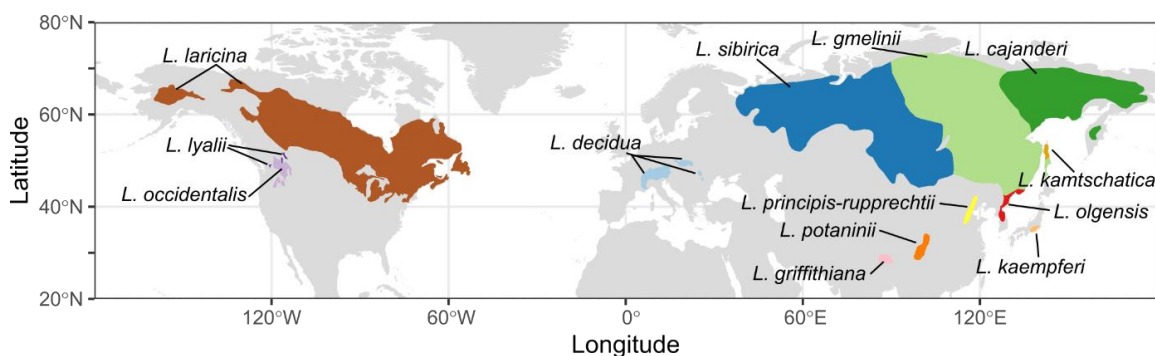 80°N
60°N
40°N
20°N
Latitude
L. laricina
L. lyalii
L. occidentalis
L. decidua
L. sibirica
L. gmelinii
L. cajanderi
L. kamtschatica
L. principis-rupprechtii
L. olgensis
L. potaninii
L. griffithiana
L. kaempferi
120°W
60°W
0°
60°E
120°E
Longitude